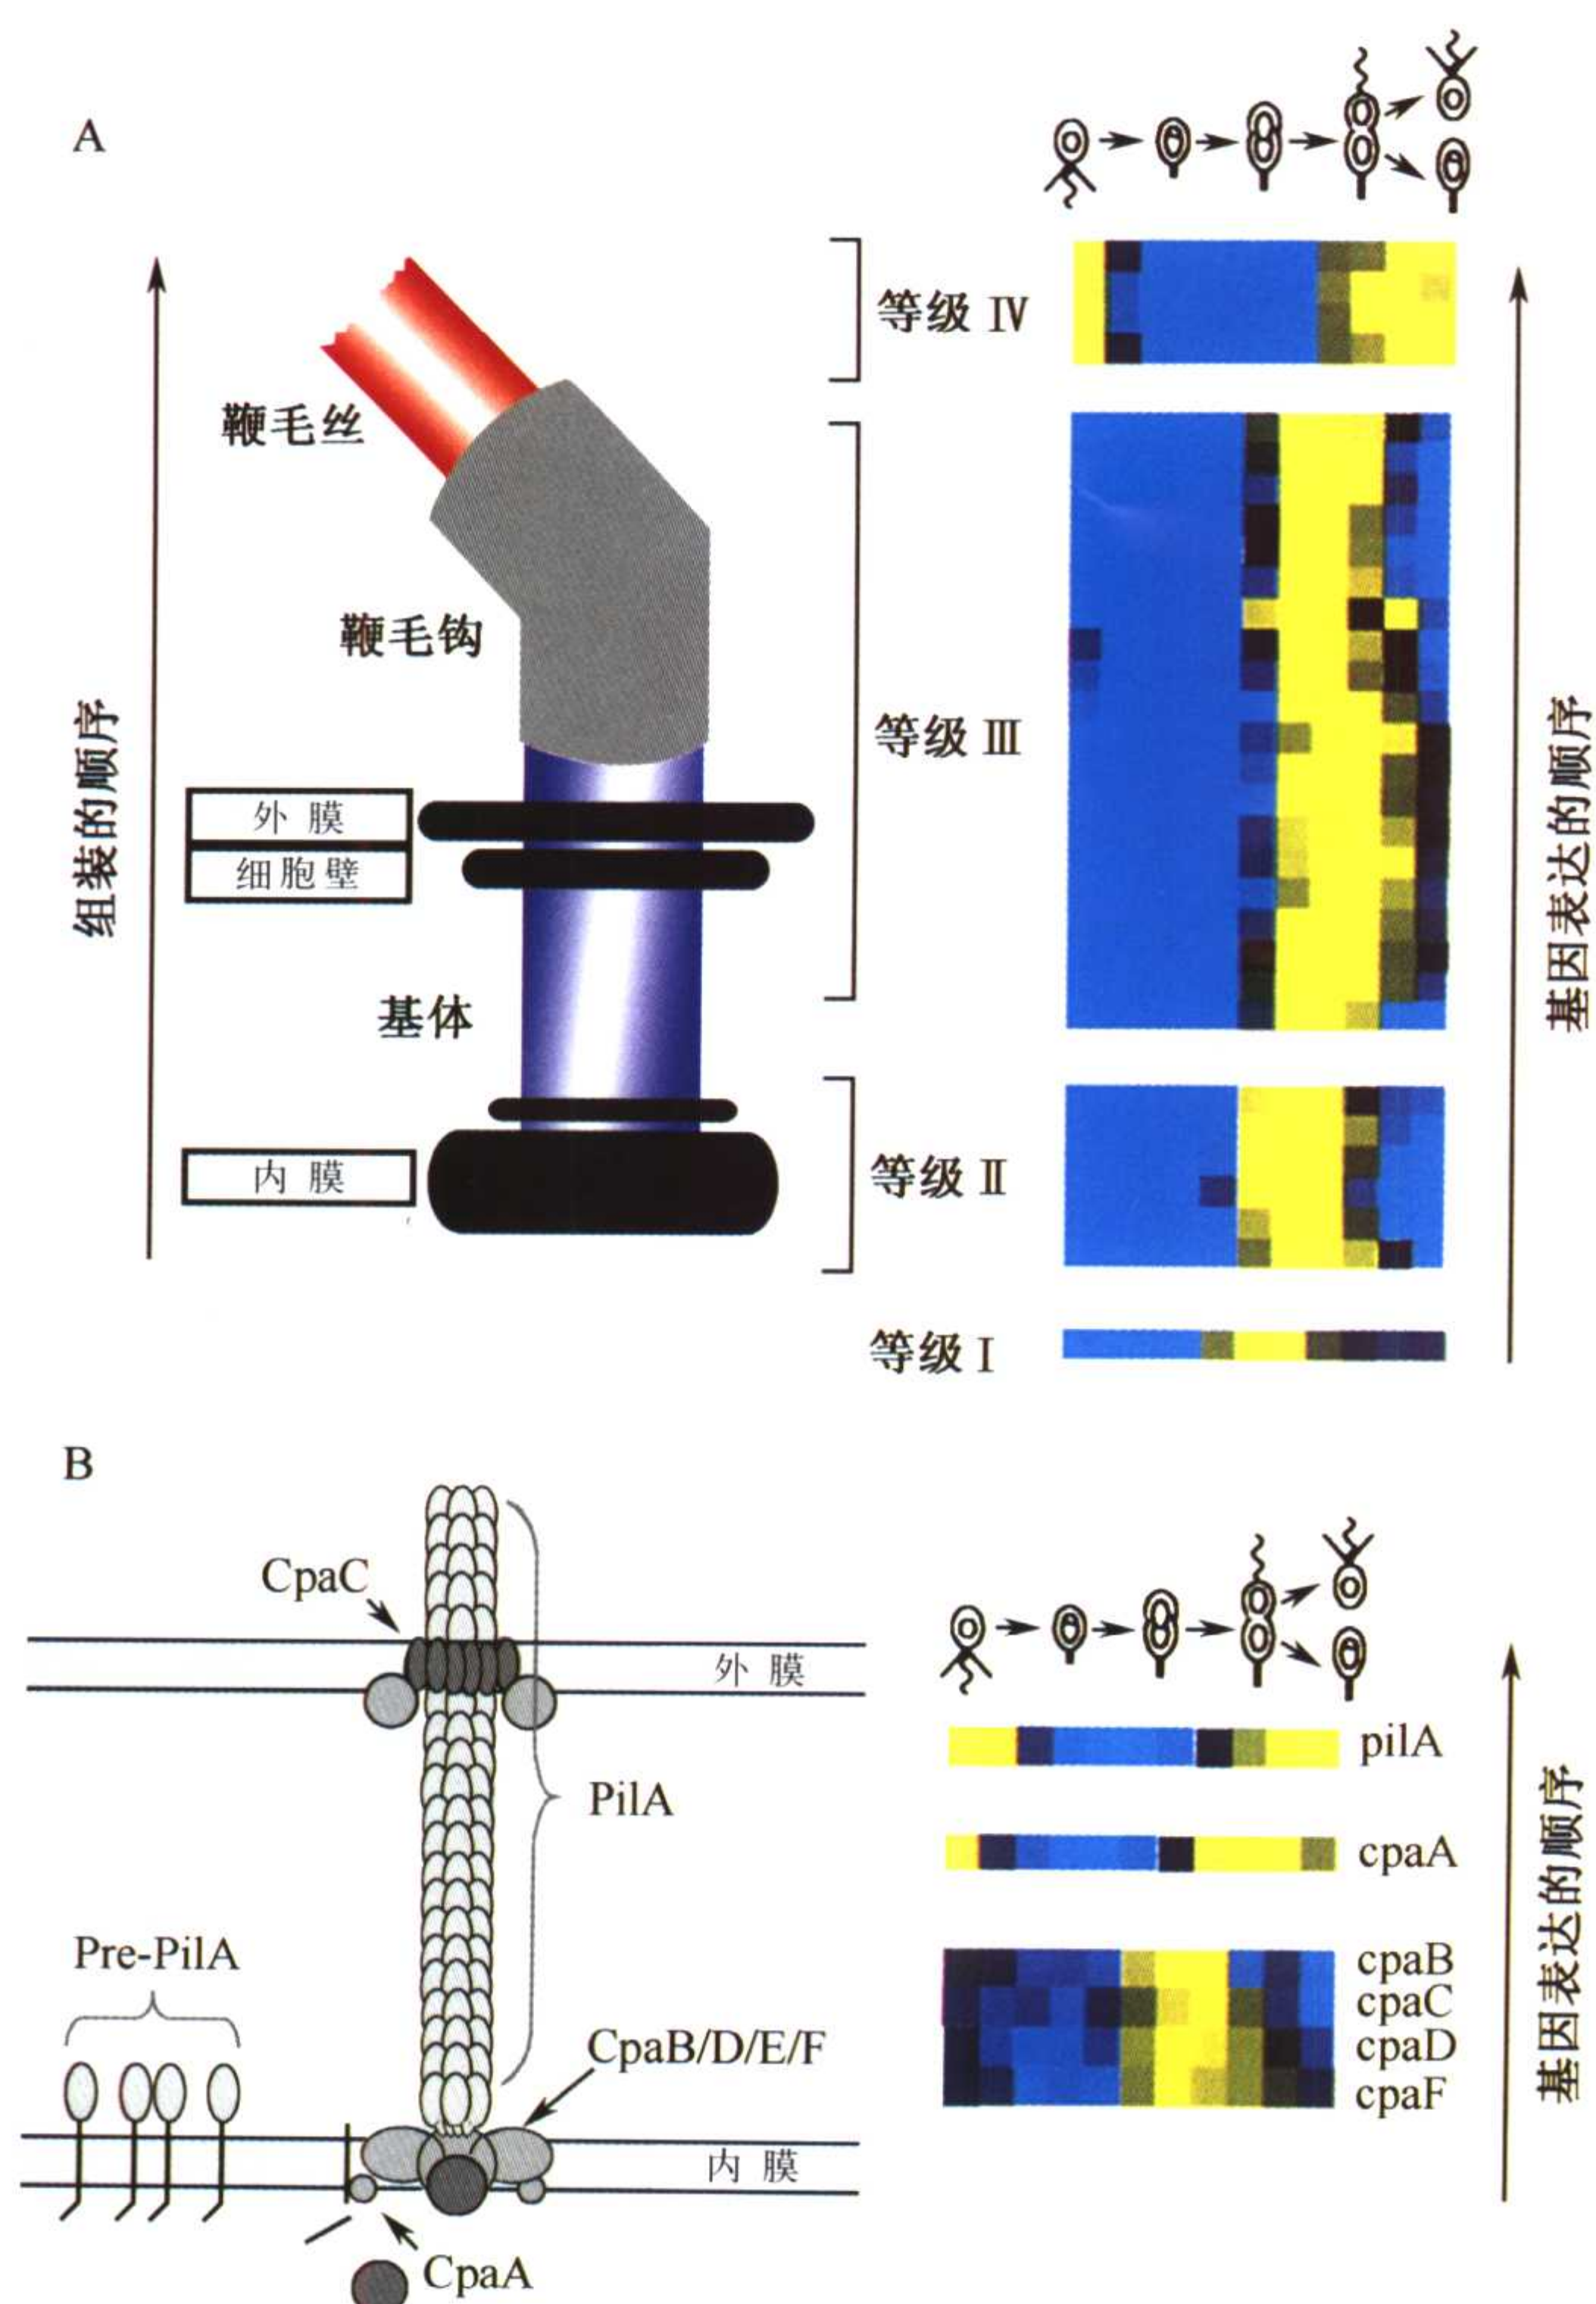 A
等级 IV
鞭毛丝
鞭毛钩
等级 III
组装的顺序
基因表达的顺序
外 膜
细胞壁
基体
等级 II
内 膜
等级 I
B
CpaC
外 膜
pilA
PilA
cpaA
Pre-PilA
cpaB
cpaC
CpaB/D/E/F
cpaD
cpaF
基因表达的顺序
内 膜
CpaA